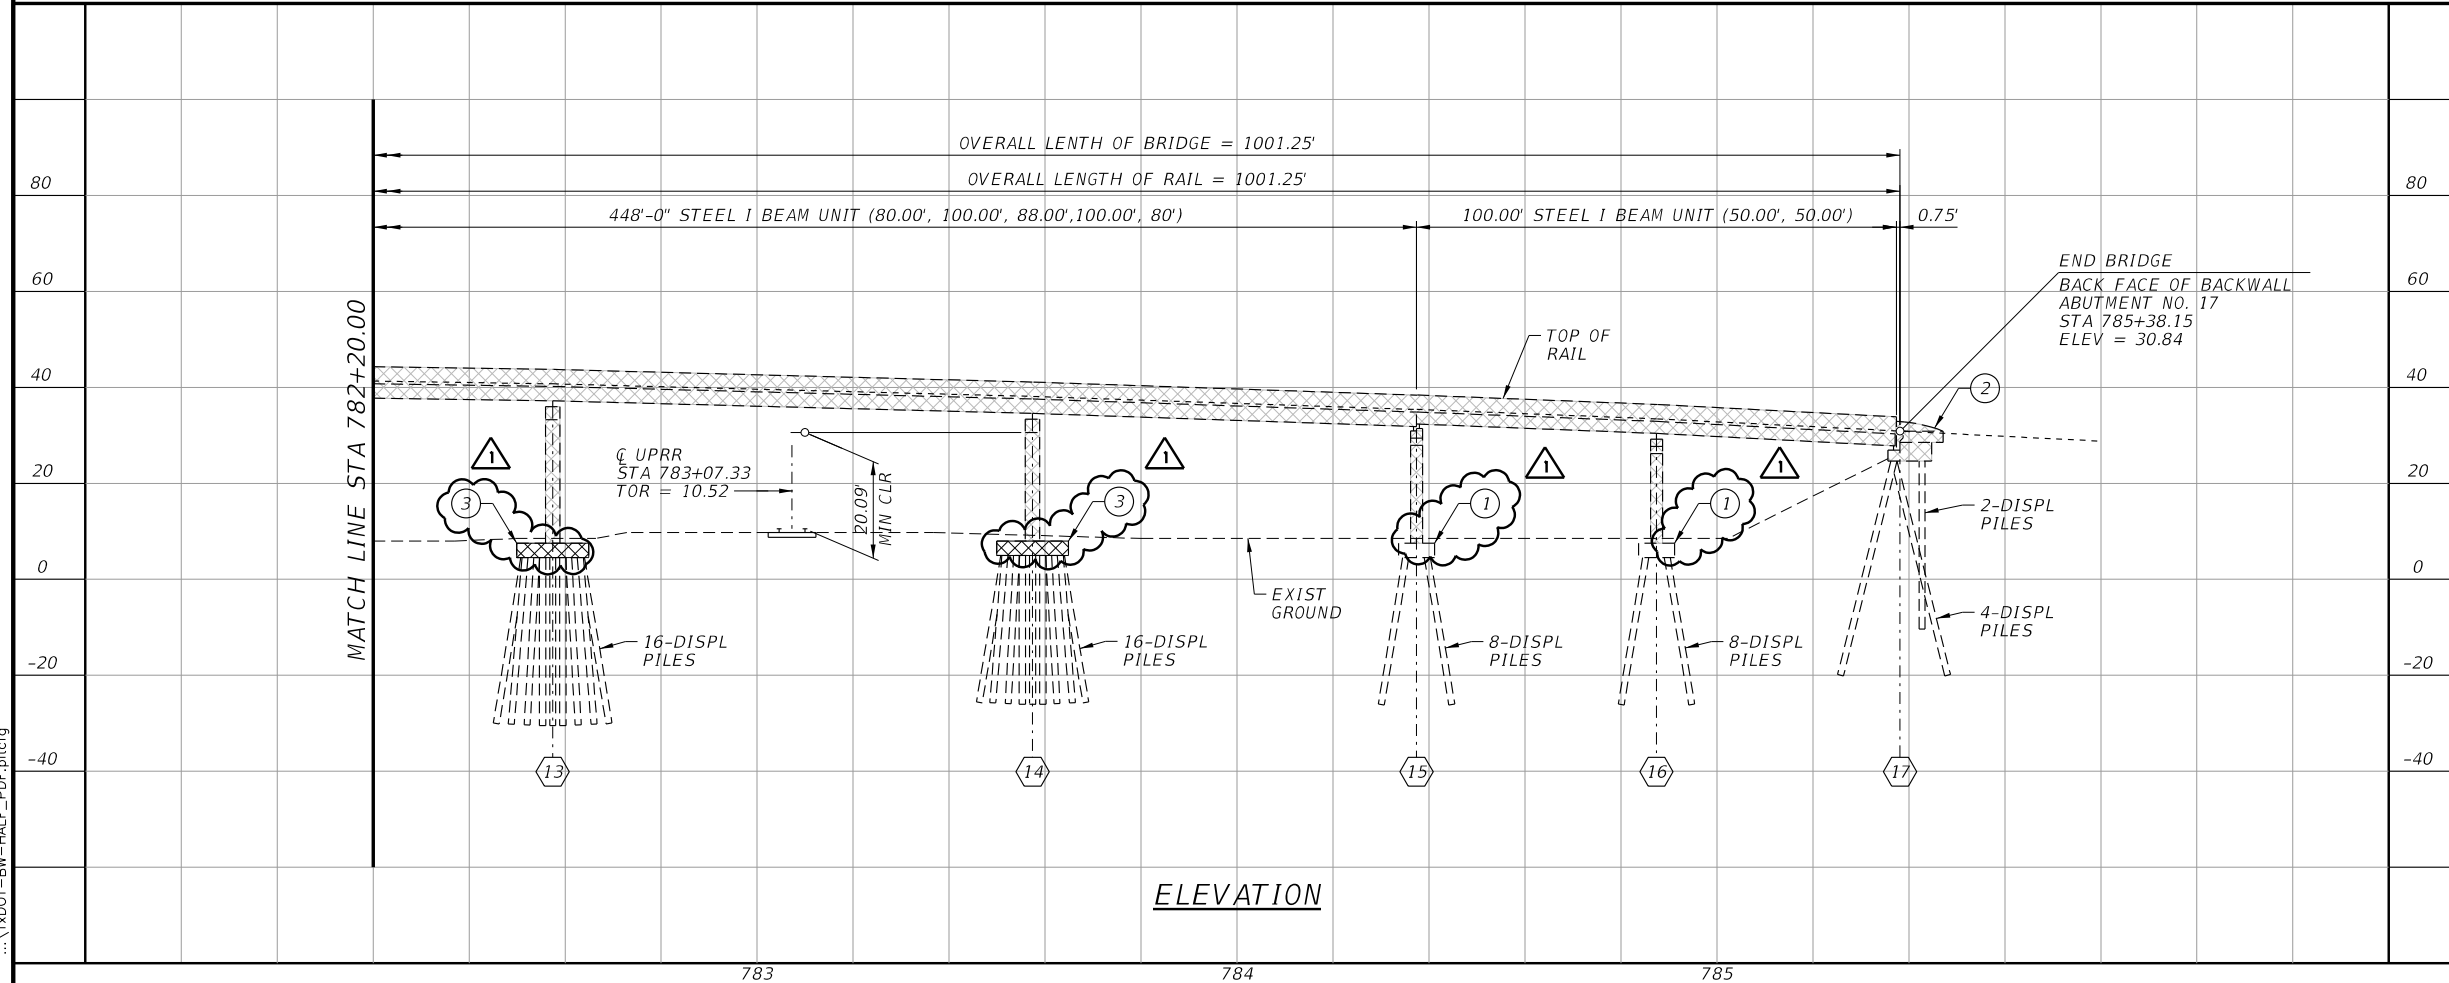 OVERALL LENTH OF BRIDGE = 1001.25'
OVERALL LENGTH OF RAIL = 1001.25'
448'-0" STEEL I BEAM UNIT (80.00', 100.00', 88.00',100.00', 80')
100.00' STEEL I BEAM UNIT (50.00', 50.00')
0.75'
80
60
40
20
0
-20
-40
80
60
40
20
0
-20
-40
MATCH LINE STA 782+20.00
END BRIDGE
BACK FACE OF BACKWALL
ABUTMENT NO. 17
STA 785+38.15
ELEV = 30.84
TOP OF
RAIL
2
1
1
1
1
3
3
1
1
℄ UPRR
STA 783+07.33
TOR = 10.52
20.09'
MIN CLR
EXIST
GROUND
2-DISPL
PILES
4-DISPL
PILES
16-DISPL
PILES
16-DISPL
PILES
8-DISPL
PILES
8-DISPL
PILES
13
14
15
16
17
ELEVATION
783
784
785